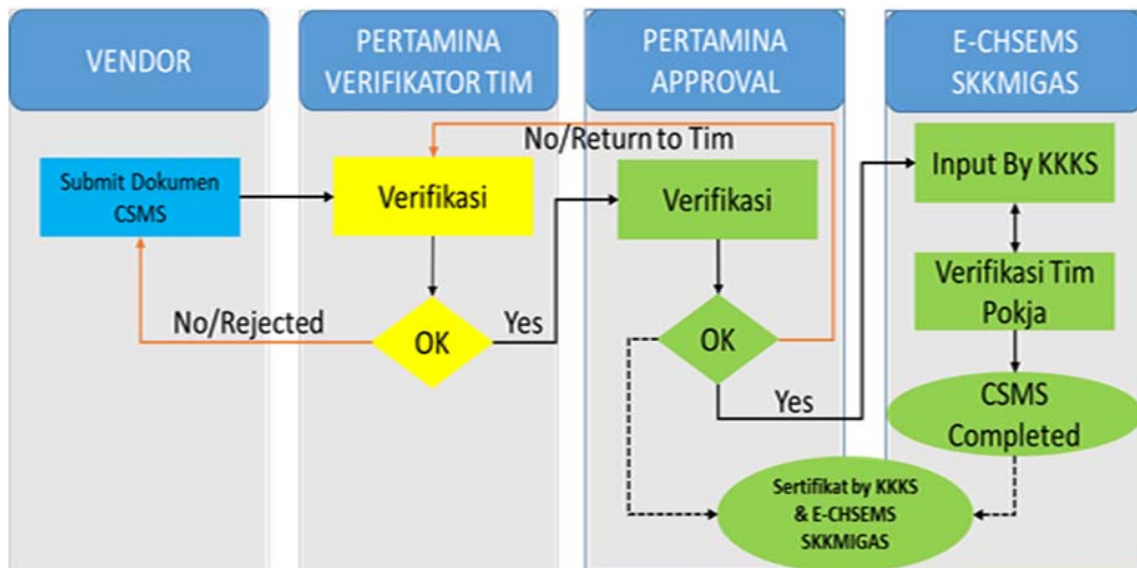 VENDOR
PERTAMINA
VERIFIKATOR TIM
PERTAMINA
APPROVAL
E-CHSEMS
SKKMIGAS
No/Return to Tim
Submit Dokumen
CSMS
Verifikasi
Verifikasi
Input By KKKS
Verifikasi Tim
Pokja
No/Rejected
OK
Yes
OK
Yes
CSMS
Completed
Sertifikat by KKKS
& E-CHSEMS
SKKMIGAS